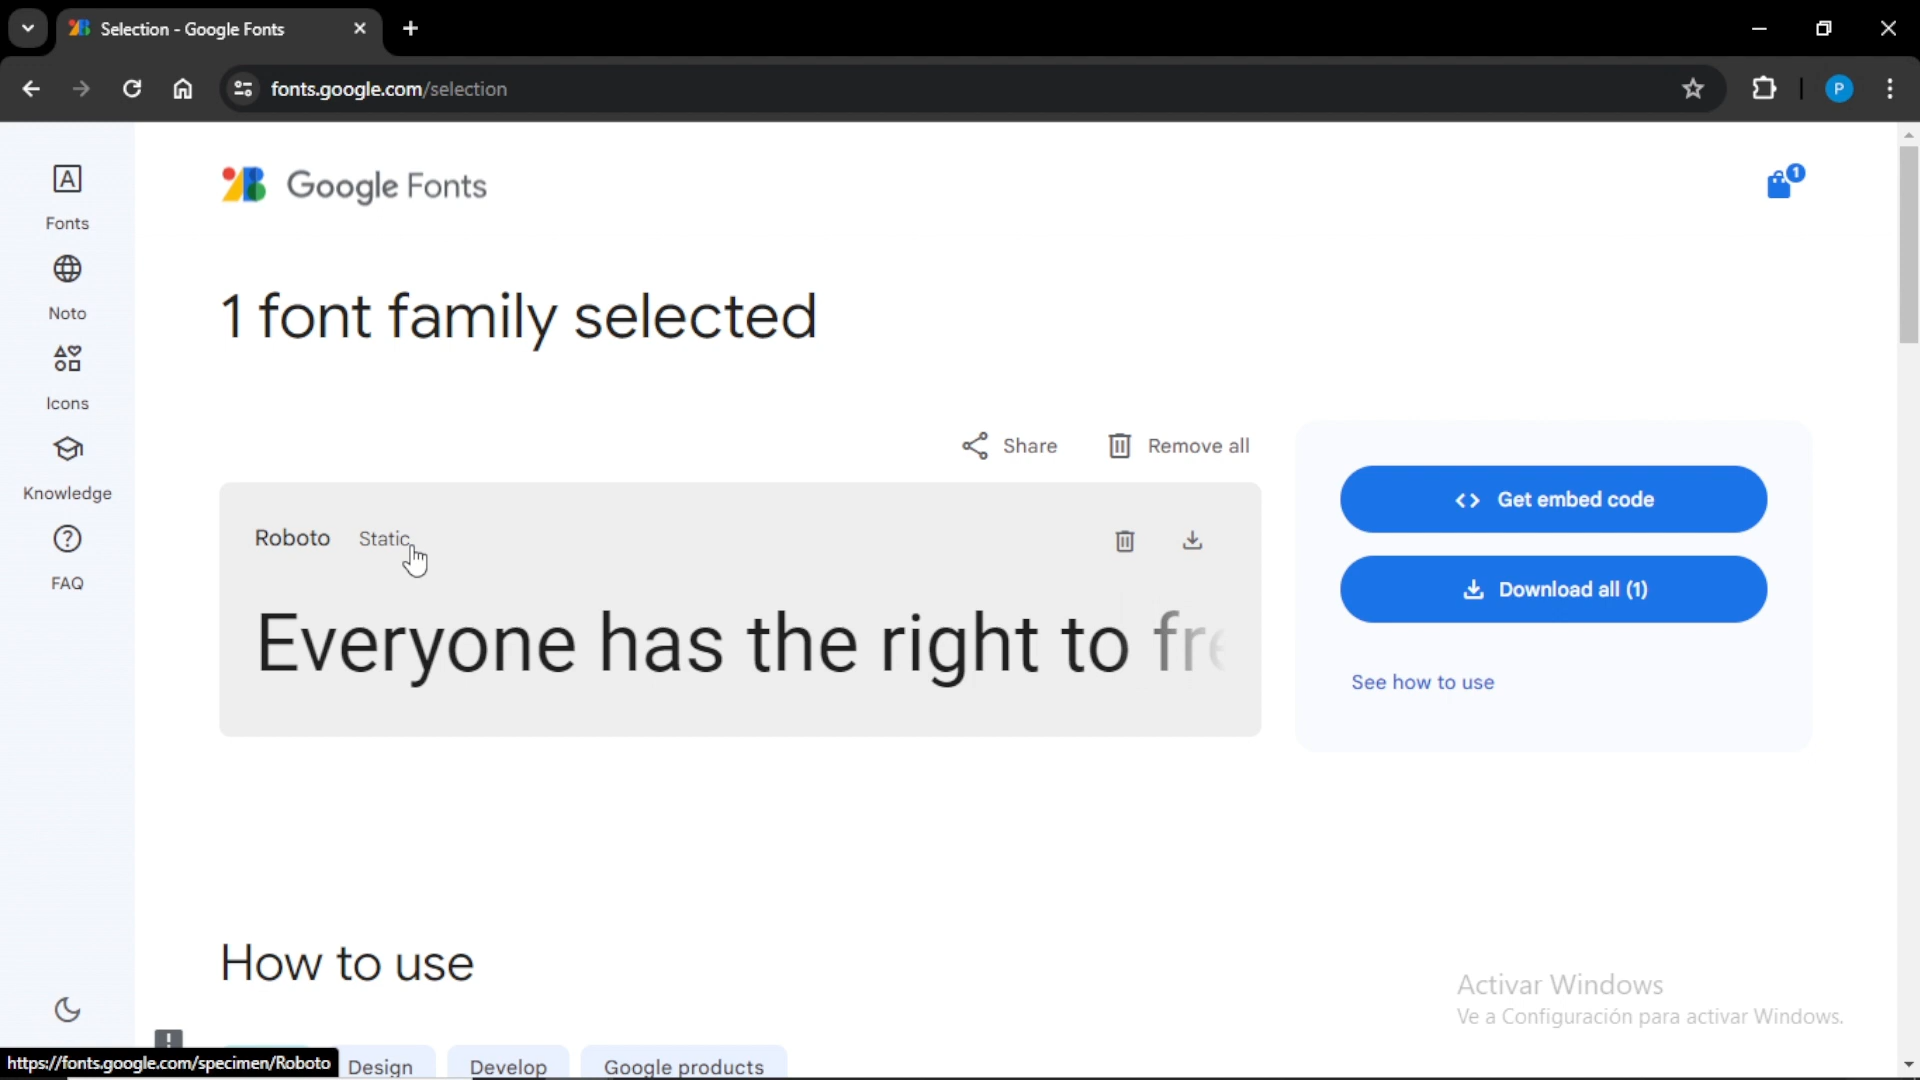 Selection - Google Fonts
fonts.google.com/selection
P
Fonts
Noto
Icons
Knowledge
FAQ
Google Fonts
1
1 font family selected
Share
Remove all
Roboto Static
Everyone has the right to fre
Get embed code
Download all (1)
See how to use
How to use
Design
Develop
Google products
Activar Windows
Ve a Configuración para activar Windows.
https://fonts.google.com/specimen/Roboto